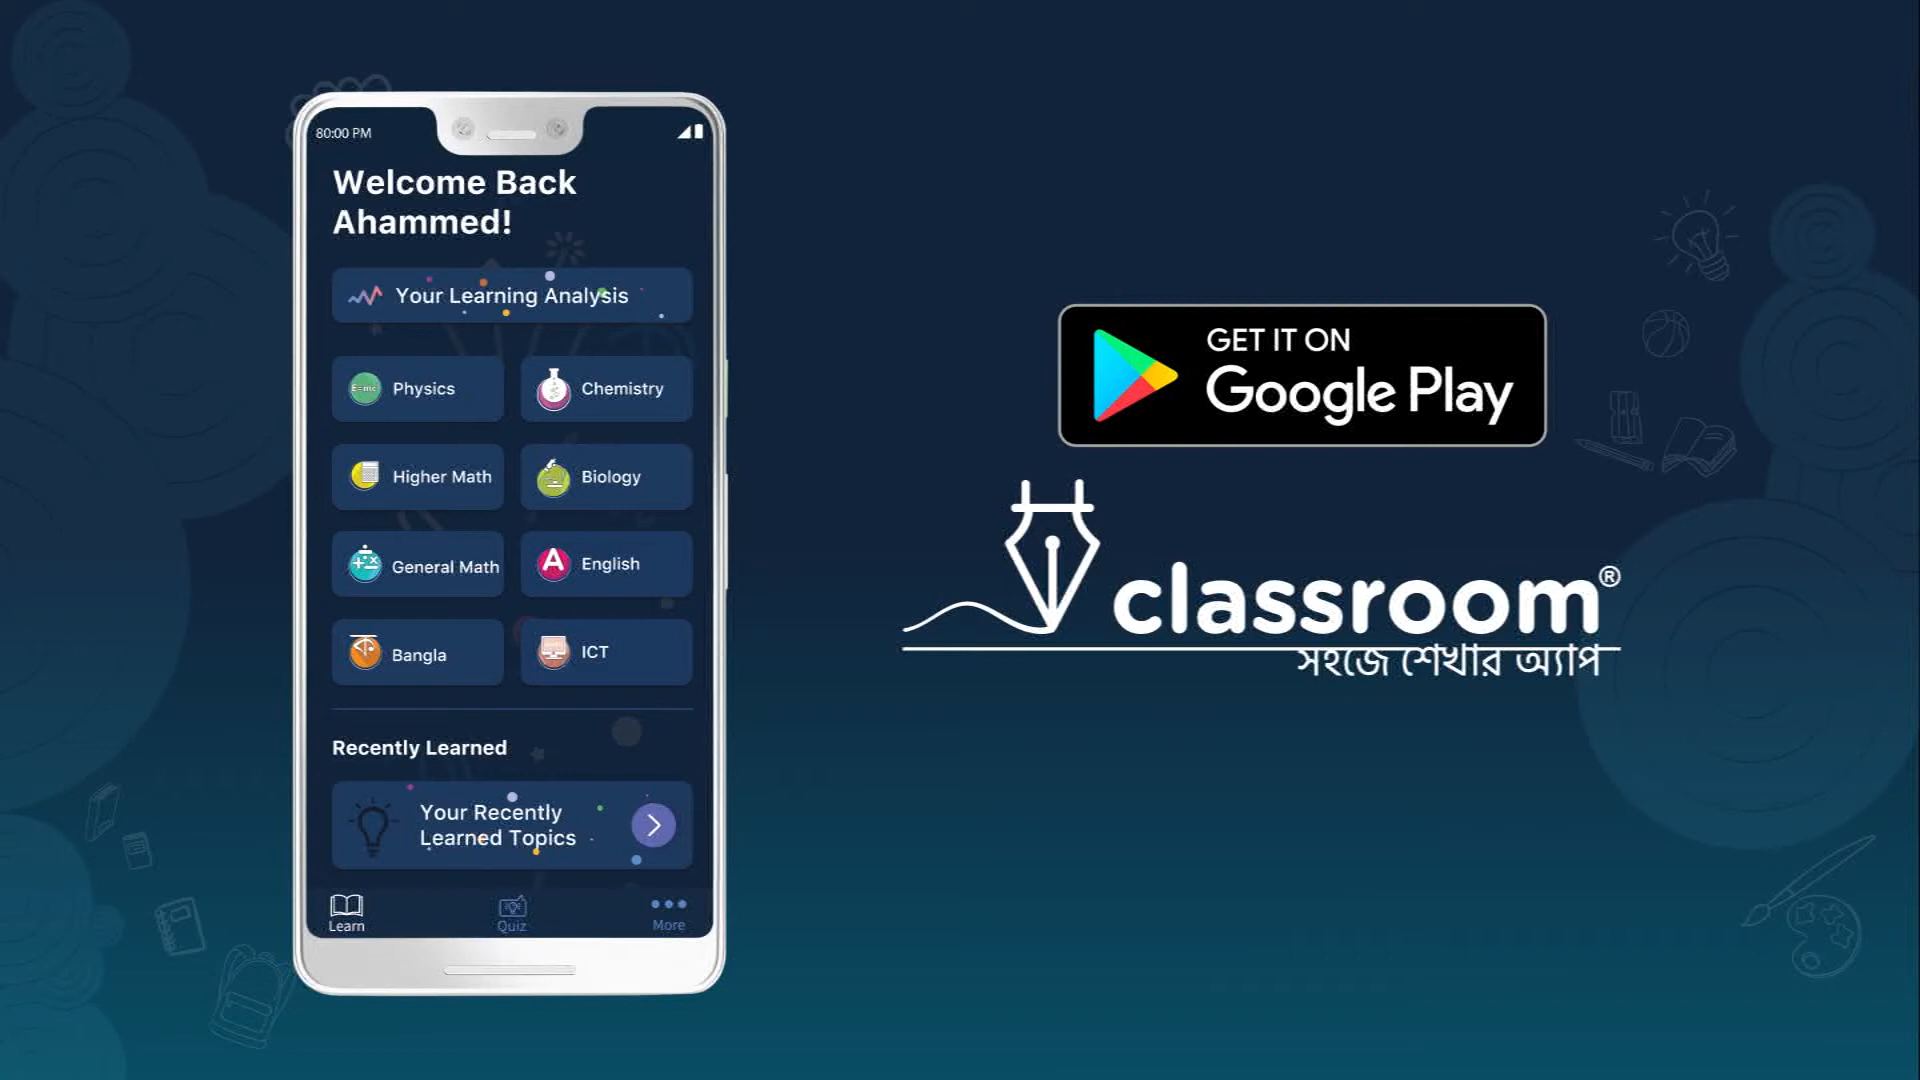 80:00 PM
Welcome Back
Ahammed!
Your Learning Analysis
Physics
Chemistry
Higher Math
Biology
General Math
English
Bangla
ICT
Recently Learned
Your Recently
Learned Topics
Learn
Quiz
More
GET IT ON
Google Play
classroom®
সহজে শেখার অ্যাপ